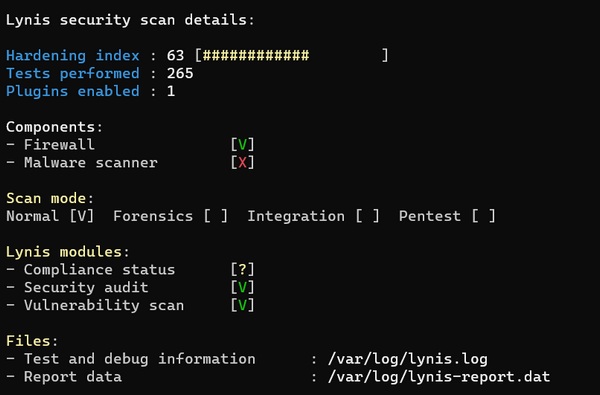 Lynis security scan details:
Hardening index : 63 [############        ]
Tests performed : 265
Plugins enabled : 1
Components:
- Firewall               [V]
- Malware scanner        [X]
Scan mode:
Normal [V]  Forensics [ ]  Integration [ ]  Pentest [ ]
Lynis modules:
- Compliance status      [?]
- Security audit         [V]
- Vulnerability scan     [V]
Files:
- Test and debug information      : /var/log/lynis.log
- Report data                     : /var/log/lynis-report.dat